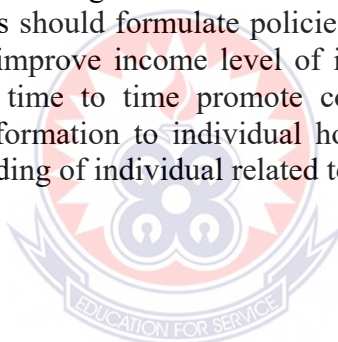 s should formulate policies
improve income level of i
time to time promote co
formation to individual ho
ding of individual related to
EDUCATION FOR SERVICE